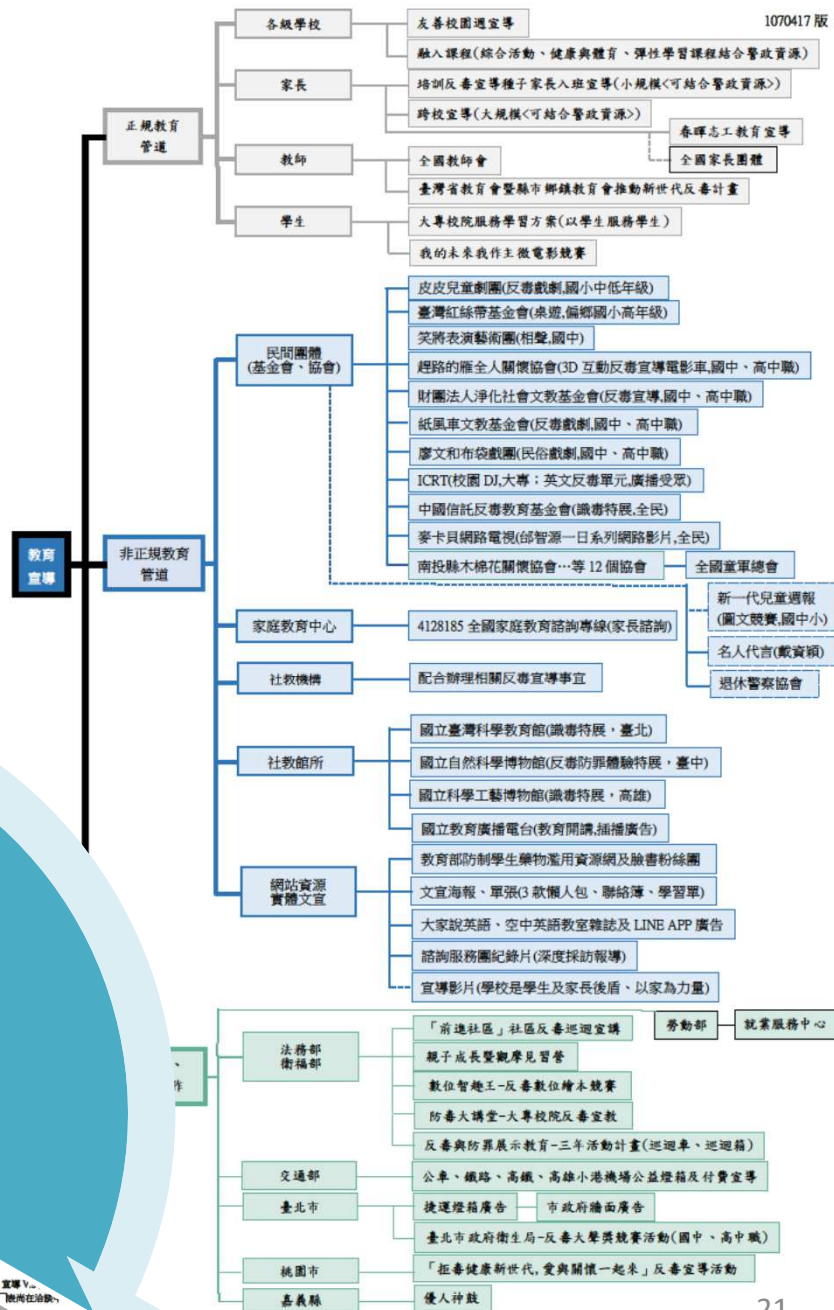 1070417 版
教育
宣導
正規教育
管道
各級學校
友善校園週宣導
融入課程(綜合活動、健康與體育、彈性學習課程結合警政資源)
家長
培訓反毒宣導種子家長入班宣導(小規模<可結合警政資源>)
跨校宣導(大規模<可結合警政資源>)
春暉志工教育宣導
全國家長團體
教師
全國教師會
臺灣省教育會暨縣市鄉鎮教育會推動新世代反毒計畫
學生
大專校院服務學習方案(以學生服務學生)
我的未來我作主微電影競賽
非正規教育
管道
民間團體
(基金會、協會)
皮皮兒童劇團(反毒戲劇,國小中低年級)
臺灣紅絲帶基金會(桌遊,偏鄉國小高年級)
笑將表演藝術團(相聲,國中)
趕路的雁全人關懷協會(3D 互動反毒宣導電影車,國中、高中職)
財團法人淨化社會文教基金會(反毒宣導,國中、高中職)
紙風車文教基金會(反毒戲劇,國中、高中職)
廖文和布袋戲團(民俗戲劇,國中、高中職)
ICRT(校園 DJ,大專；英文反毒單元,廣播受眾)
中國信託反毒教育基金會(識毒特展,全民)
麥卡貝網路電視(邰智源一日系列網路影片,全民)
南投縣木棉花關懷協會…等 12 個協會
全國童軍總會
新一代兒童週報
(圖文競賽,國中小)
名人代言(戴資穎)
退休警察協會
家庭教育中心
4128185 全國家庭教育諮詢專線(家長諮詢)
社教機構
配合辦理相關反毒宣導事宜
社教館所
國立臺灣科學教育館(識毒特展，臺北)
國立自然科學博物館(反毒防罪體驗特展，臺中)
國立科學工藝博物館(識毒特展，高雄)
國立教育廣播電台(教育開講,插播廣告)
網站資源
實體文宣
教育部防制學生藥物濫用資源網及臉書粉絲團
文宣海報、單張(3 款懶人包、聯絡簿、學習單)
大家說英語、空中英語教室雜誌及 LINE APP 廣告
諮詢服務團紀錄片(深度採訪報導)
宣導影片(學校是學生及家長後盾、以家為力量)
勞動部
就業服務中心
法務部
衛福部
「前進社區」社區反毒巡迴宣講
親子成長暨觀摩見習營
數位智趣王-反毒數位繪本競賽
防毒大講堂-大專校院反毒宣教
反毒與防罪展示教育-三年活動計畫(巡迴車、巡迴箱)
交通部
公車、鐵路、高鐵、高雄小港機場公益燈箱及付費宣導
臺北市
捷運燈箱廣告
市政府牆面廣告
臺北市政府衛生局-反毒大聲獎競賽活動(國中、高中職)
桃園市
「拒毒健康新世代,愛與關懷一起來」反毒宣導活動
嘉義縣
優人神鼓
宣導
尚在洽談
21